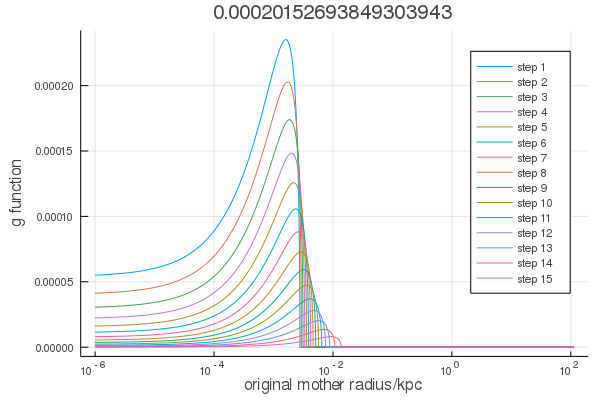 0.00020152693849303943
g function
0.00020
0.00015
0.00010
0.00005
0.00000
10^-6
10^-4
10^-2
10^0
10^2
original mother radius/kpc
step 1
step 2
step 3
step 4
step 5
step 6
step 7
step 8
step 9
step 10
step 11
step 12
step 13
step 14
step 15